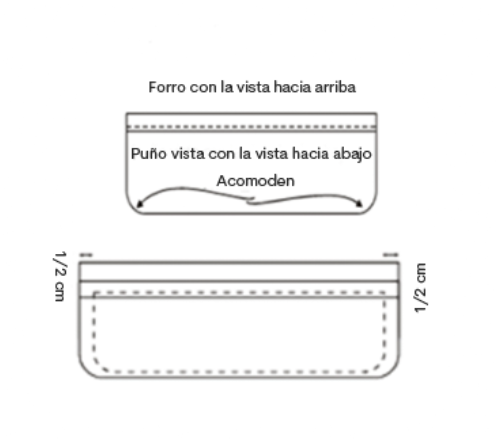 Forro con la vista hacia arriba
Puño vista con la vista hacia abajo
Acomoden
1/2 cm
1/2 cm